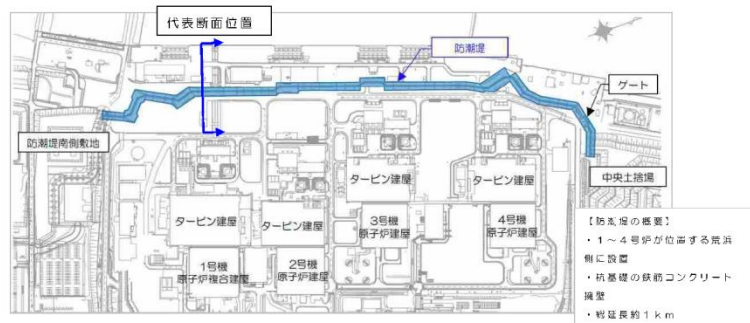 代表断面位置
防潮堤
ゲート
防潮堤南側敷地
中央土捨場
タービン建屋
タービン建屋
タービン建屋
タービン建屋
3号機
原子炉建屋
4号機
原子炉建屋
1号機
原子炉複合建屋
2号機
原子炉建屋
【防潮堤の概要】
・1～4号炉が位置する荒浜
側に設置
・杭基礎の鉄筋コンクリート
擁壁
・総延長約1km